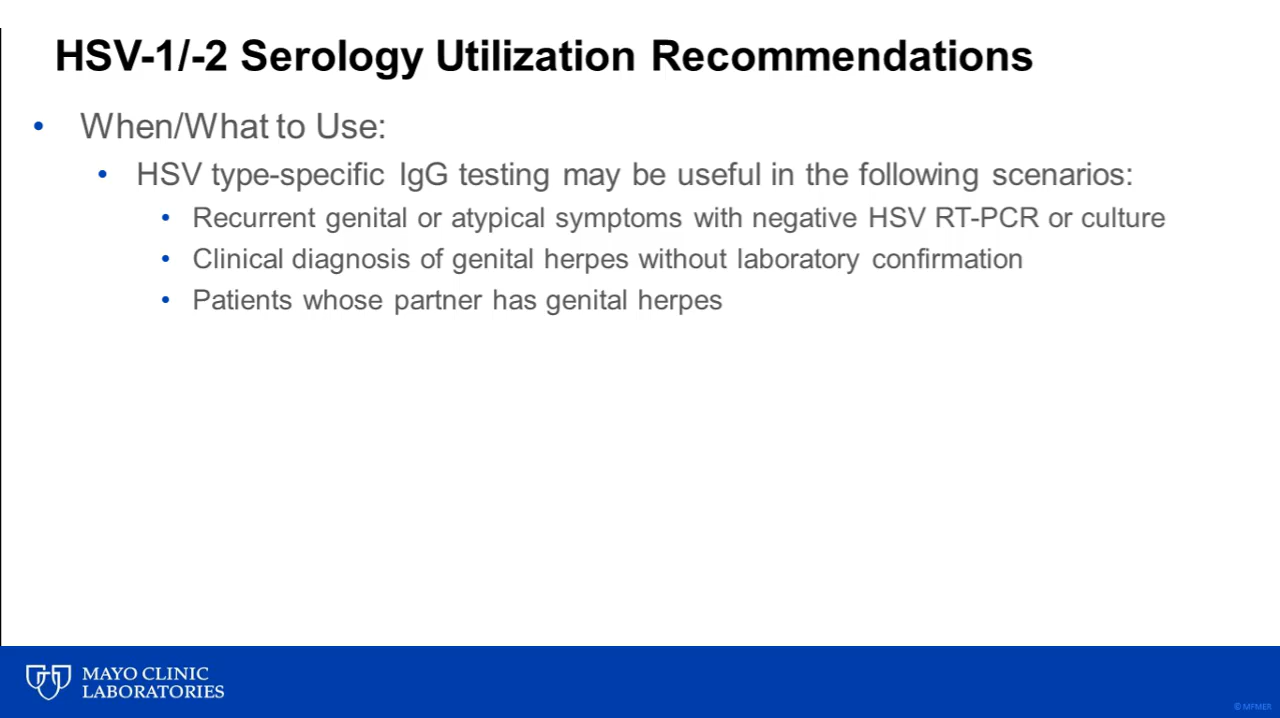 HSV-1/-2 Serology Utilization Recommendations
• When/What to Use:
• HSV type-specific IgG testing may be useful in the following scenarios:
• Recurrent genital or atypical symptoms with negative HSV RT-PCR or culture
• Clinical diagnosis of genital herpes without laboratory confirmation
• Patients whose partner has genital herpes
MAYO CLINIC
LABORATORIES
© MFMER